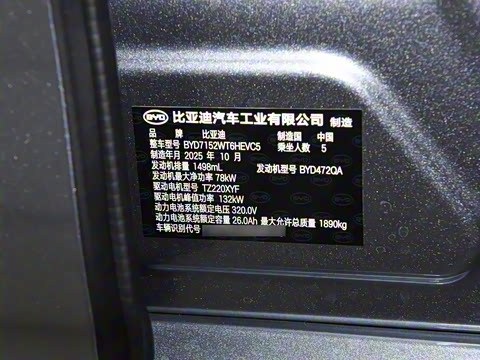 BYD 比亚迪汽车工业有限公司 制造
品 牌 比亚迪 制造国 中国
整车型号 BYD7152WT6HEVC5 乘坐人数 5
制造年月 2025 年 10 月
发动机排量 1498mL 发动机型号 BYD472QA
发动机最大净功率 78kW
驱动电机型号 TZ220XYF
驱动电机峰值功率 132kW
动力电池系统额定电压 320.0V
动力电池系统额定容量 26.0Ah 最大允许总质量 1890kg
车辆识别代号